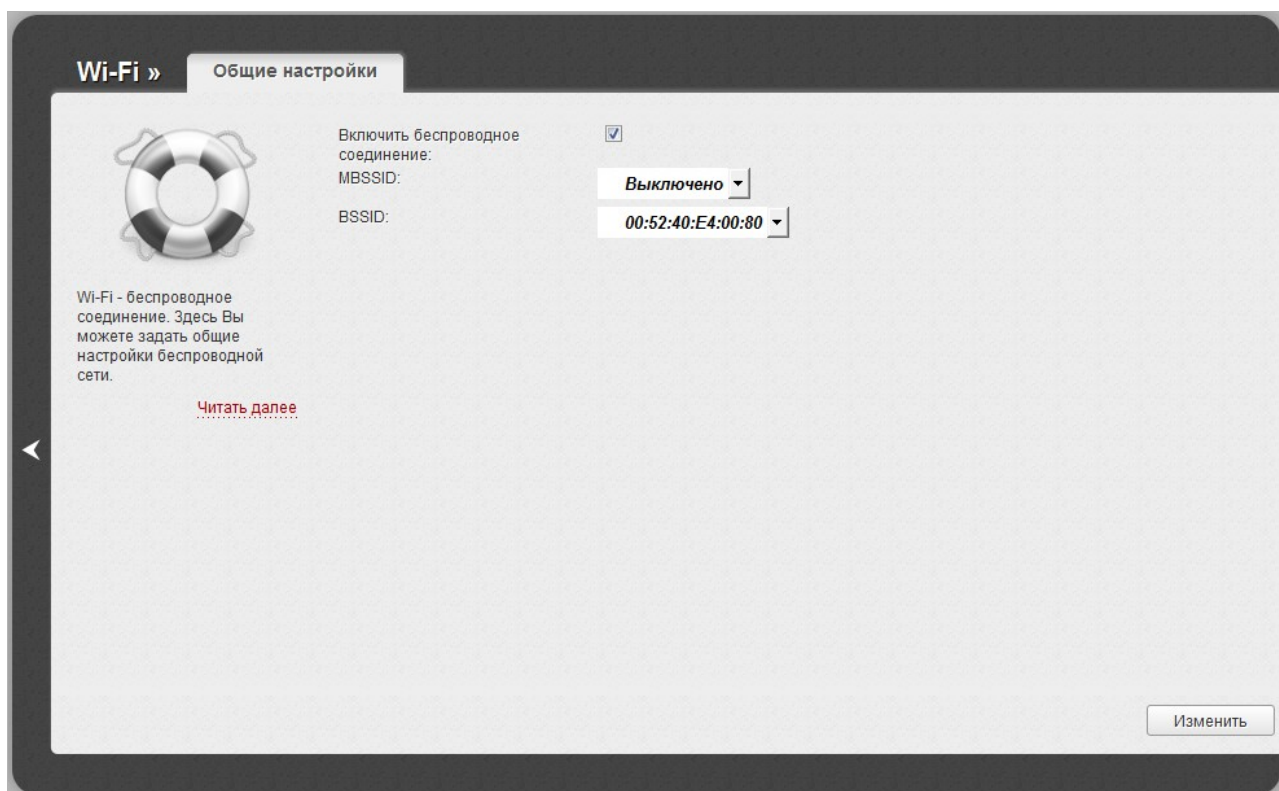 Wi-Fi »
Общие настройки
Включить беспроводное
соединение:
MBSSID:
Выключено
BSSID:
00:52:40:E4:00:80
Wi-Fi - беспроводное
соединение. Здесь Вы
можете задать общие
настройки беспроводной
сети.
Читать далее
Изменить